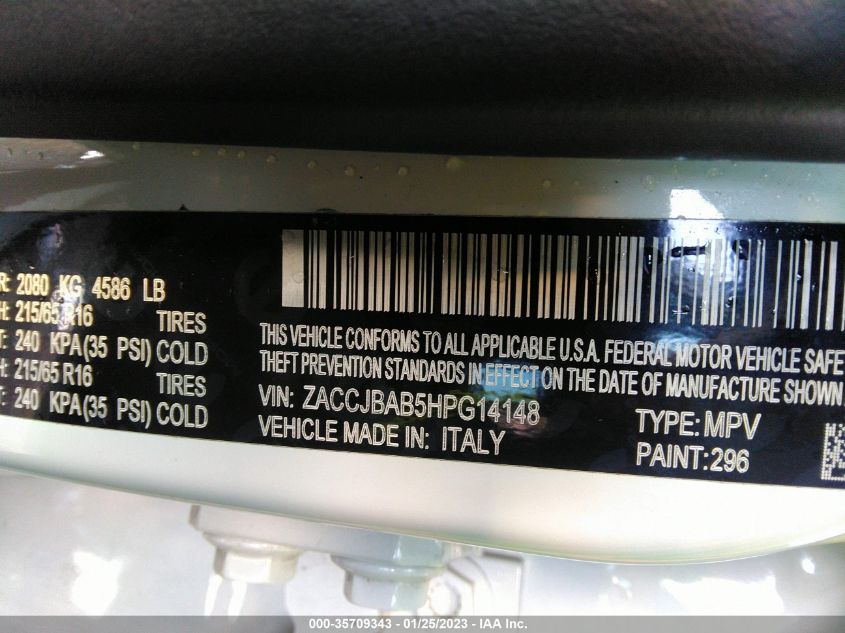 R: 2080 KG 4586 LB
H: 215/65 R16 TIRES
T: 240 KPA(35 PSI) COLD
H: 215/65 R16 TIRES
T: 240 KPA(35 PSI) COLD
THIS VEHICLE CONFORMS TO ALL APPLICABLE U.S.A. FEDERAL MOTOR VEHICLE SAFE
THEFT PREVENTION STANDARDS IN EFFECT ON THE DATE OF MANUFACTURE SHOWN
VIN: ZACCJBAB5HPG14148
VEHICLE MADE IN: ITALY
TYPE: MPV
PAINT: 296
000-35709343 — 01/25/2023 — IAA Inc.